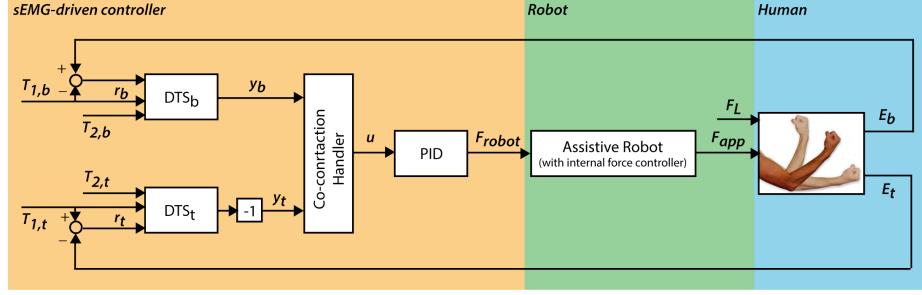 sEMG-driven controller
Robot
Human
+
−
T1,b
rb
T2,b
DTSb
yb
Co-conrtaction
Handler
u
PID
Frobot
Assistive Robot
(with internal force controller)
FL
Fapp
Eb
Et
T2,t
T1,t
+
−
rt
DTSt
-1
yt